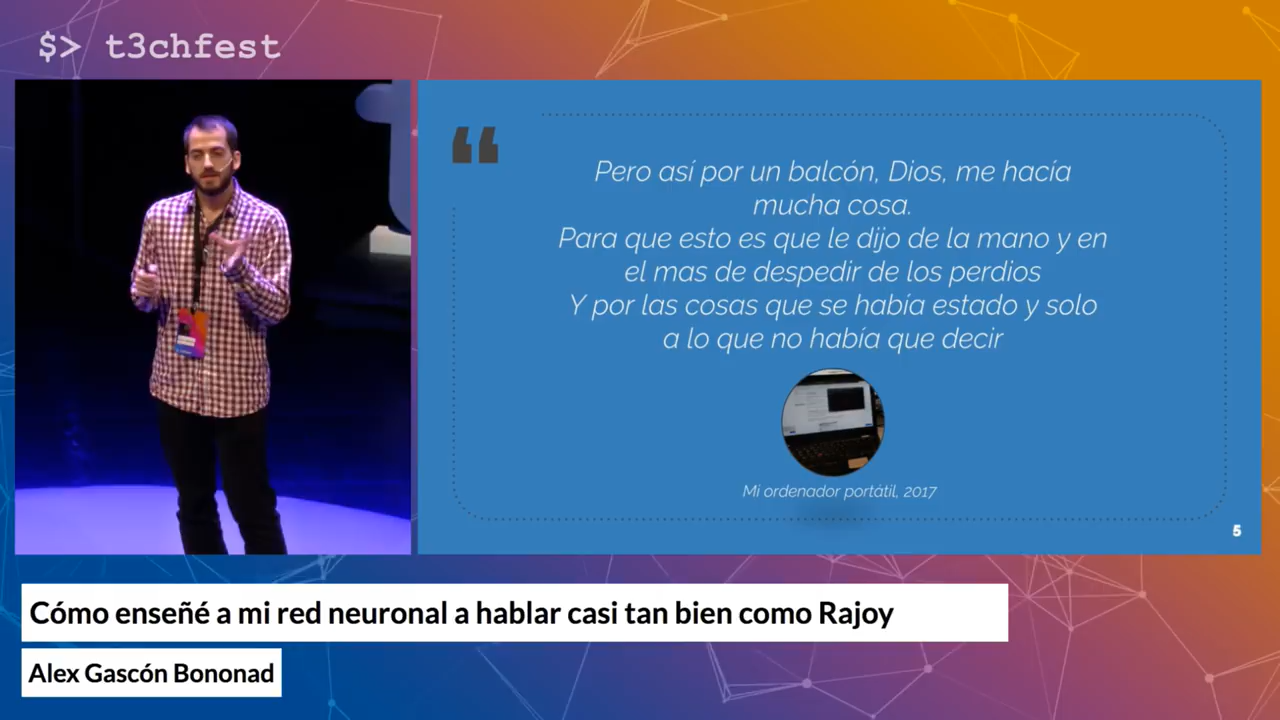 $> t3chfest
“
Pero así por un balcón, Dios, me hacía
mucha cosa.
Para que esto es que le dijo de la mano y en
el mas de despedir de los perdios
Y por las cosas que se habia estado y solo
a lo que no había que decir
Mi ordenador portátil, 2017
5
Cómo enseñé a mi red neuronal a hablar casi tan bien como Rajoy
Alex Gascón Bononad